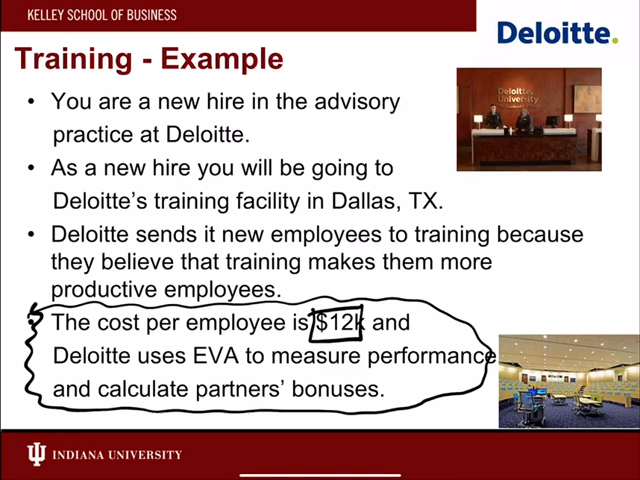 KELLEY SCHOOL OF BUSINESS
Deloitte.
Training - Example
• You are a new hire in the advisory
practice at Deloitte.
Deloitte
University
• As a new hire you will be going to
Deloitte's training facility in Dallas, TX.
• Deloitte sends it new employees to training because
they believe that training makes them more
productive employees.
• The cost per employee is $12k and
Deloitte uses EVA to measure performance
and calculate partners' bonuses.
INDIANA UNIVERSITY